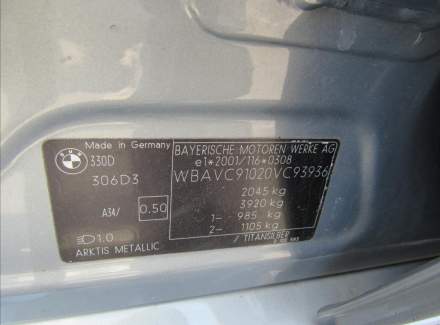 Made in Germany
BMW 330D
306D3
A34/ 0.50
1.0
ARKTIS METALLIC
BAYERISCHE MOTOREN WERKE AG
e1*2001/116*0308
WBAVC91020VC93936
2045 kg
3920 kg
1- 985 kg
2- 1105 kg
/ TITANSILBER